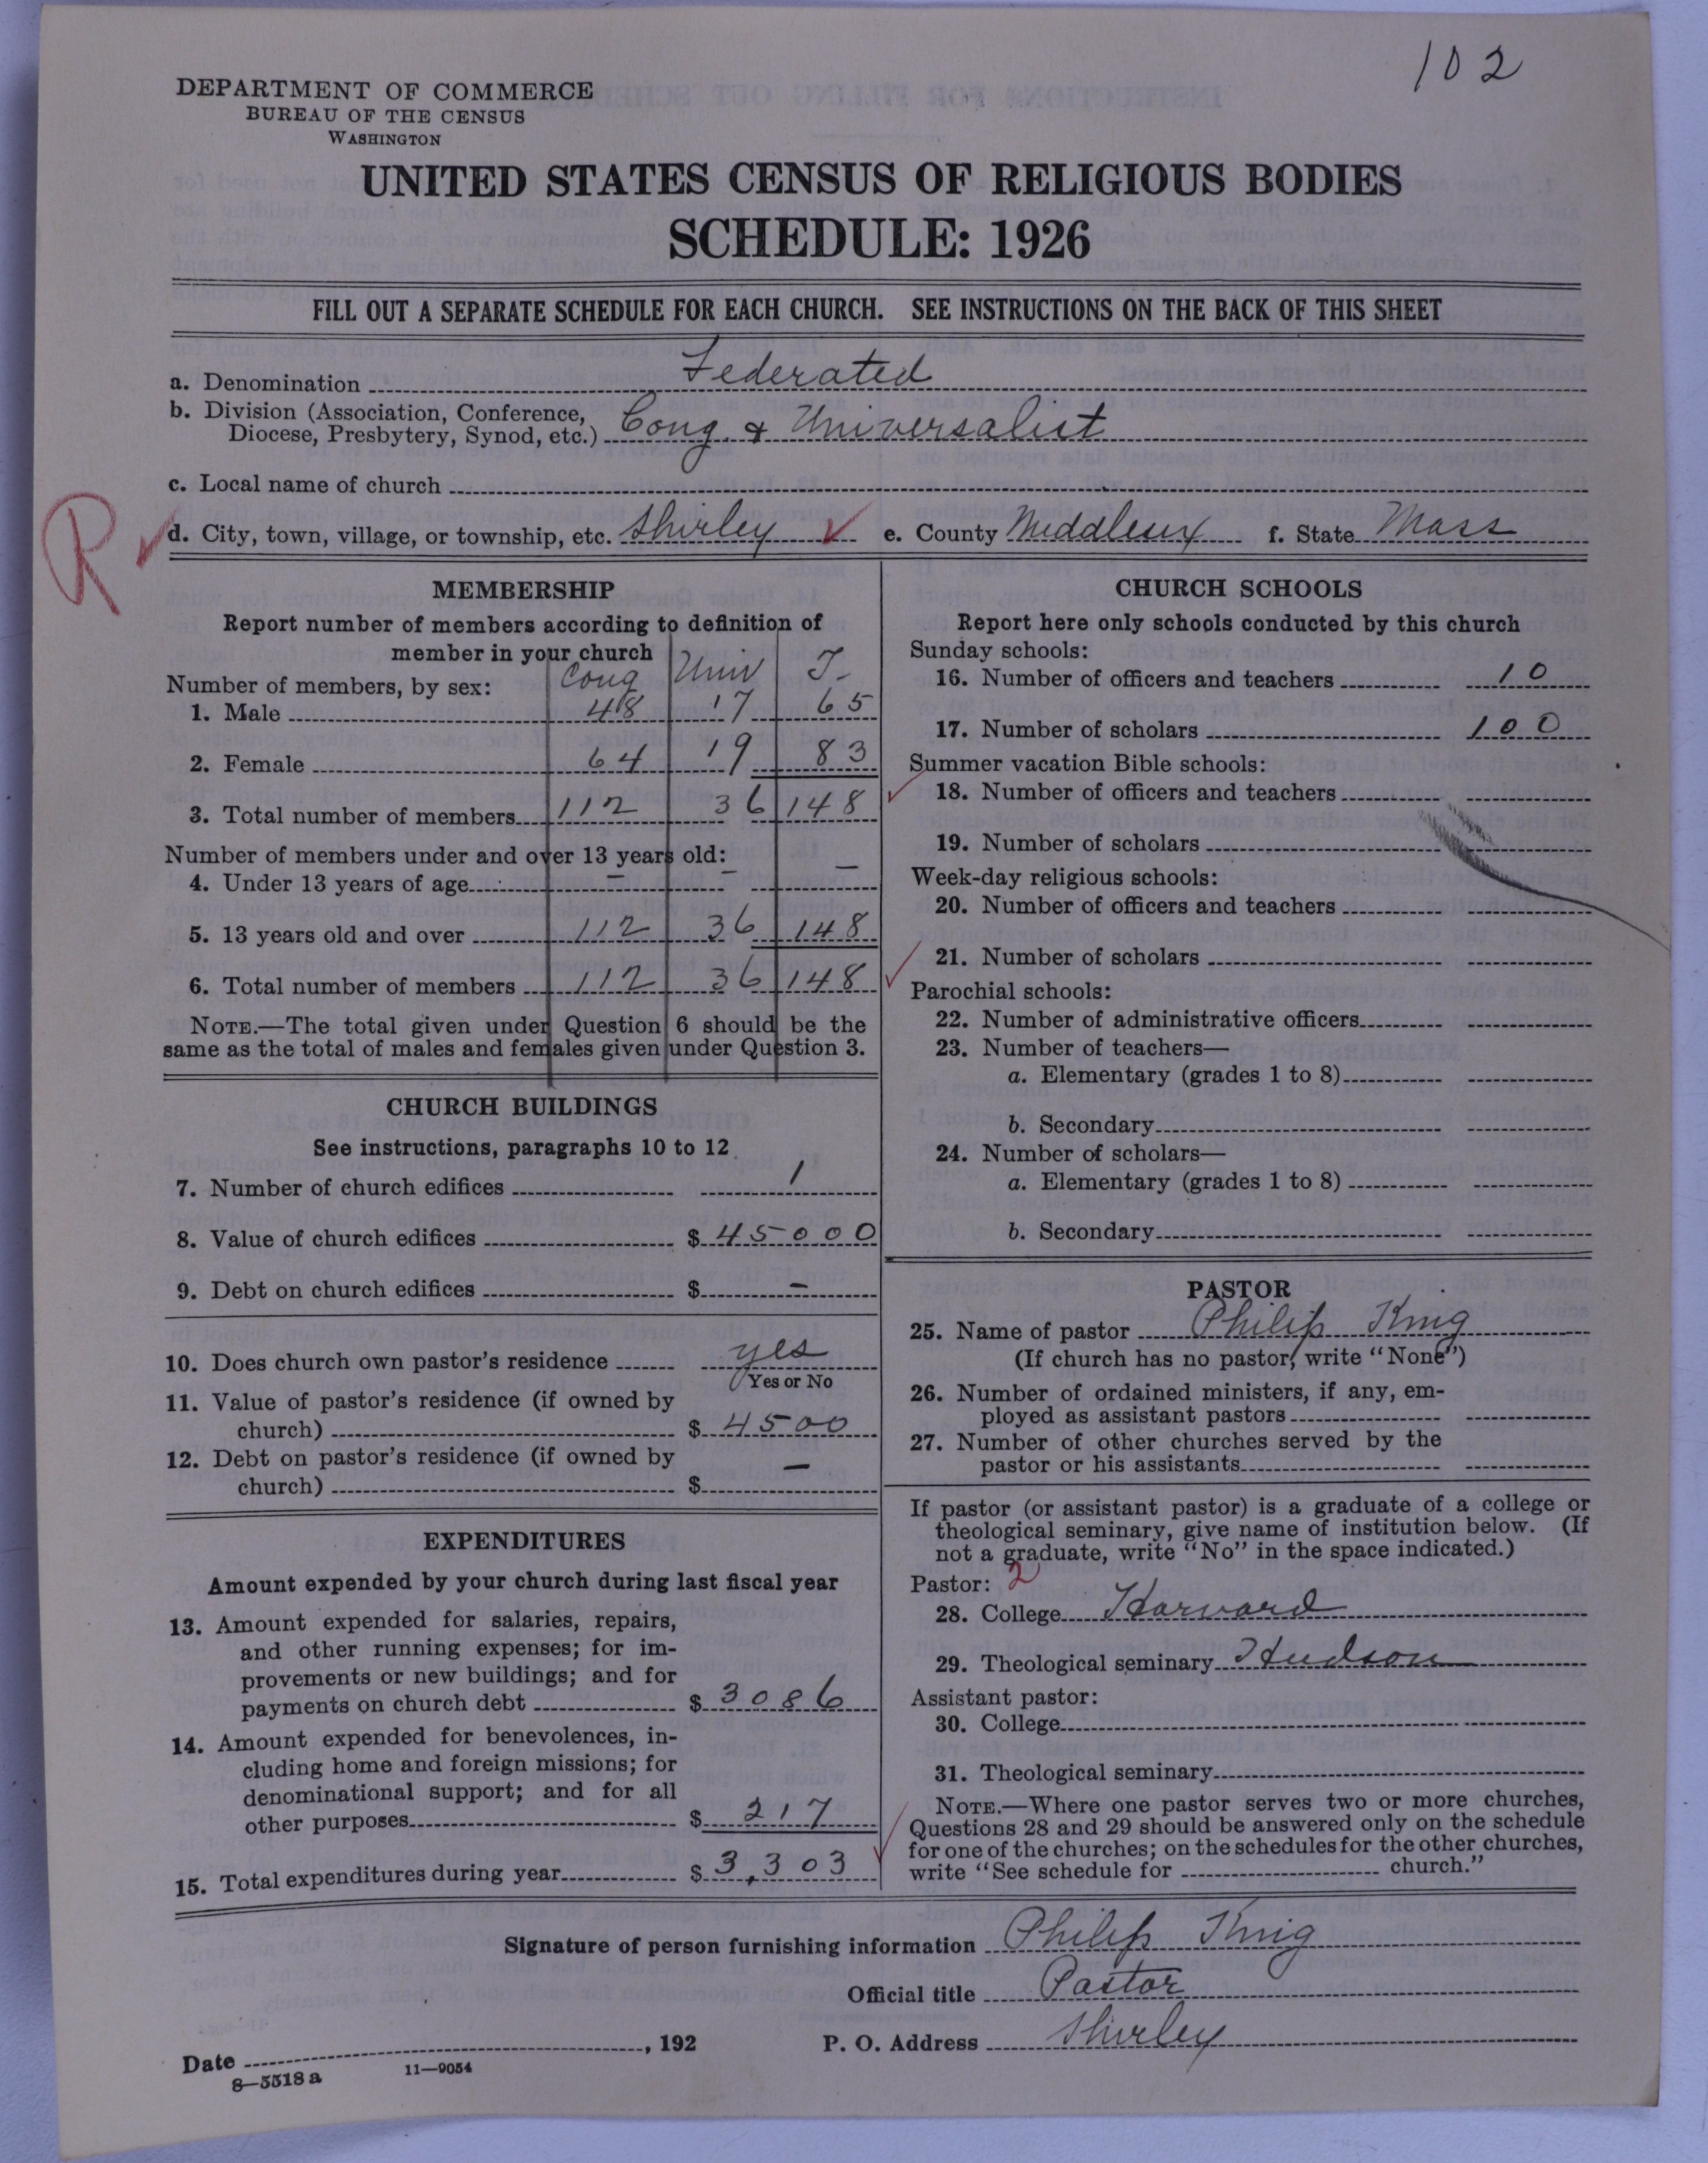 102
DEPARTMENT OF COMMERCE
BUREAU OF THE CENSUS
WASHINGTON
UNITED STATES CENSUS OF RELIGIOUS BODIES
SCHEDULE: 1926
FILL OUT A SEPARATE SCHEDULE FOR EACH CHURCH. SEE INSTRUCTIONS ON THE BACK OF THIS SHEET
a. Denomination Federated
b. Division (Association, Conference,
Diocese, Presbytery, Synod, etc.) Cong. & Universalist
c. Local name of church
R
d. City, town, village, or township, etc. Shirley e. County Middlesex f. State Mass
MEMBERSHIP
Report number of members according to definition of
member in your church
Cong Univ T.
Number of members, by sex:
1. Male 48 17 65
2. Female 64 19 83
3. Total number of members 112 36 148
Number of members under and over 13 years old:
4. Under 13 years of age — — —
5. 13 years old and over 112 36 148
6. Total number of members 112 36 148
NOTE.—The total given under Question 6 should be the
same as the total of males and females given under Question 3.
CHURCH BUILDINGS
See instructions, paragraphs 10 to 12
7. Number of church edifices 1
8. Value of church edifices $ 45000
9. Debt on church edifices $ —
10. Does church own pastor's residence yes
Yes or No
11. Value of pastor's residence (if owned by
church) $ 4500
12. Debt on pastor's residence (if owned by
church) $ —
EXPENDITURES
Amount expended by your church during last fiscal year
13. Amount expended for salaries, repairs,
and other running expenses; for im-
provements or new buildings; and for
payments on church debt $ 3086
14. Amount expended for benevolences, in-
cluding home and foreign missions; for
denominational support; and for all
other purposes $ 217
15. Total expenditures during year $ 3,303
CHURCH SCHOOLS
Report here only schools conducted by this church
Sunday schools:
16. Number of officers and teachers 10
17. Number of scholars 100
Summer vacation Bible schools:
18. Number of officers and teachers
19. Number of scholars
Week-day religious schools:
20. Number of officers and teachers
21. Number of scholars
Parochial schools:
22. Number of administrative officers
23. Number of teachers—
a. Elementary (grades 1 to 8)
b. Secondary
24. Number of scholars—
a. Elementary (grades 1 to 8)
b. Secondary
PASTOR
25. Name of pastor Philip King
(If church has no pastor, write "None")
26. Number of ordained ministers, if any, em-
ployed as assistant pastors
27. Number of other churches served by the
pastor or his assistants
If pastor (or assistant pastor) is a graduate of a college or
theological seminary, give name of institution below. (If
not a graduate, write "No" in the space indicated.)
Pastor: 2
28. College Harvard
29. Theological seminary Hudson
Assistant pastor:
30. College
31. Theological seminary
NOTE.—Where one pastor serves two or more churches,
Questions 28 and 29 should be answered only on the schedule
for one of the churches; on the schedules for the other churches,
write "See schedule for church."
Signature of person furnishing information Philip King
Official title Pastor
Date , 192 P. O. Address Shirley
8—5518 a 11—9054